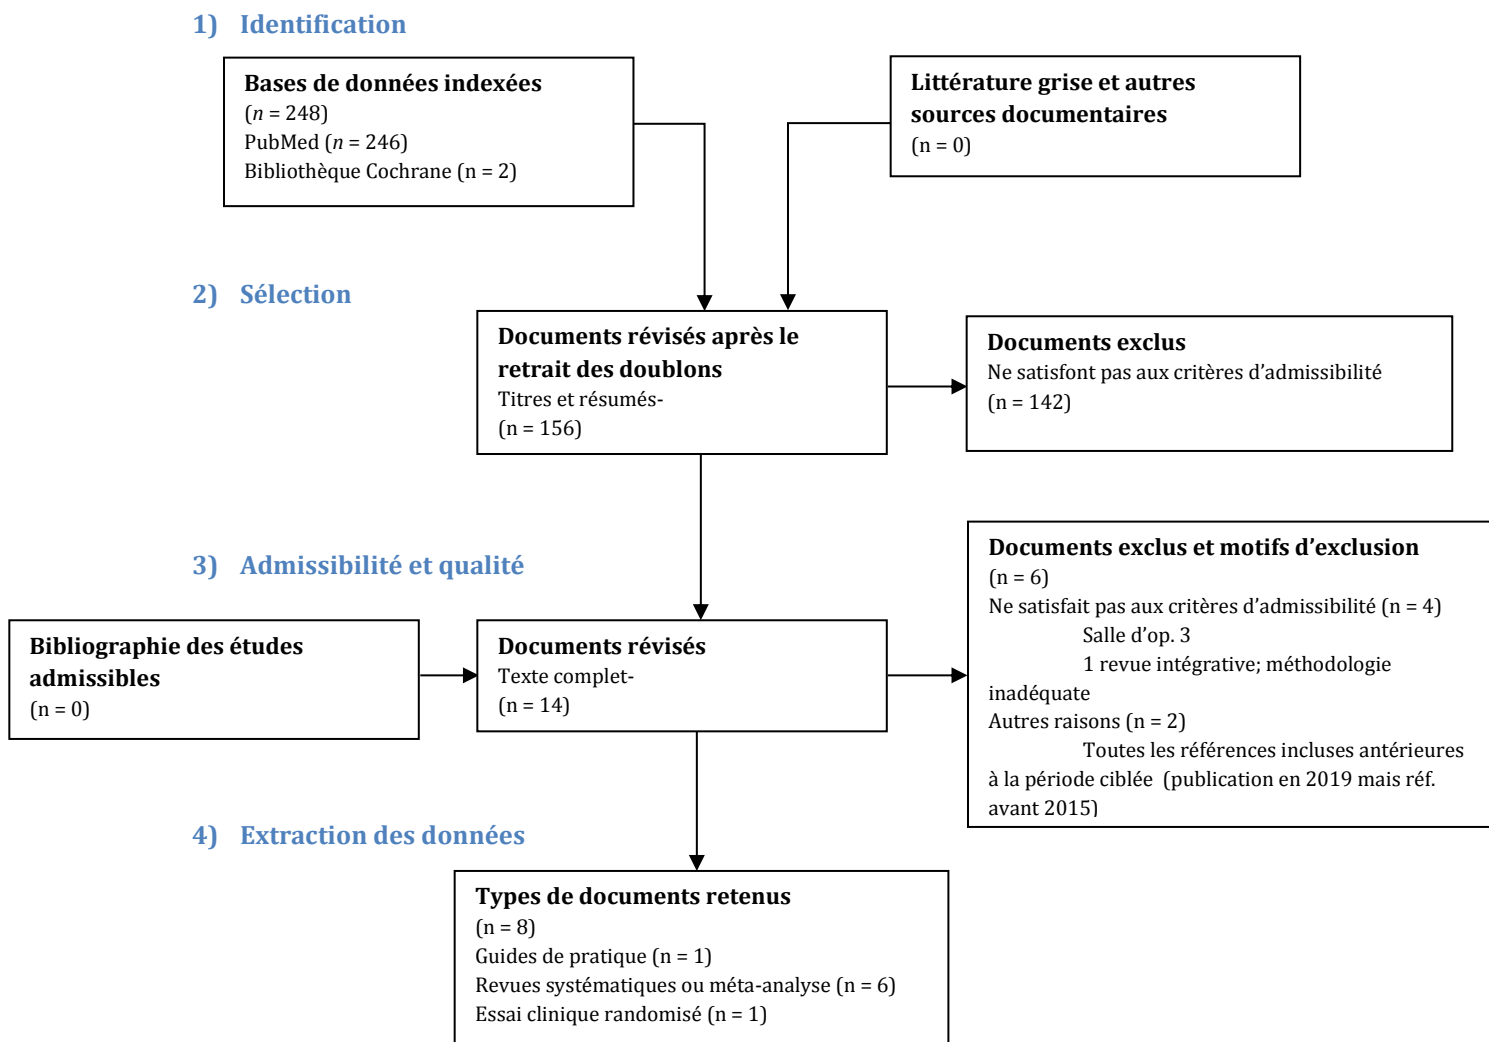 1) Identification
Bases de données indexées
(n = 248)
PubMed (n = 246)
Bibliothèque Cochrane (n = 2)
Littérature grise et autres
sources documentaires
(n = 0)
2) Sélection
Documents révisés après le
retrait des doublons
Titres et résumés-
(n = 156)
Documents exclus
Ne satisfont pas aux critères d’admissibilité
(n = 142)
3) Admissibilité et qualité
Bibliographie des études
admissibles
(n = 0)
Documents révisés
Texte complet-
(n = 14)
Documents exclus et motifs d’exclusion
(n = 6)
Ne satisfait pas aux critères d’admissibilité (n = 4)
Salle d’op. 3
1 revue intégrative; méthodologie
inadéquate
Autres raisons (n = 2)
Toutes les références incluses antérieures
à la période ciblée (publication en 2019 mais réf.
avant 2015)
4) Extraction des données
Types de documents retenus
(n = 8)
Guides de pratique (n = 1)
Revues systématiques ou méta-analyse (n = 6)
Essai clinique randomisé (n = 1)